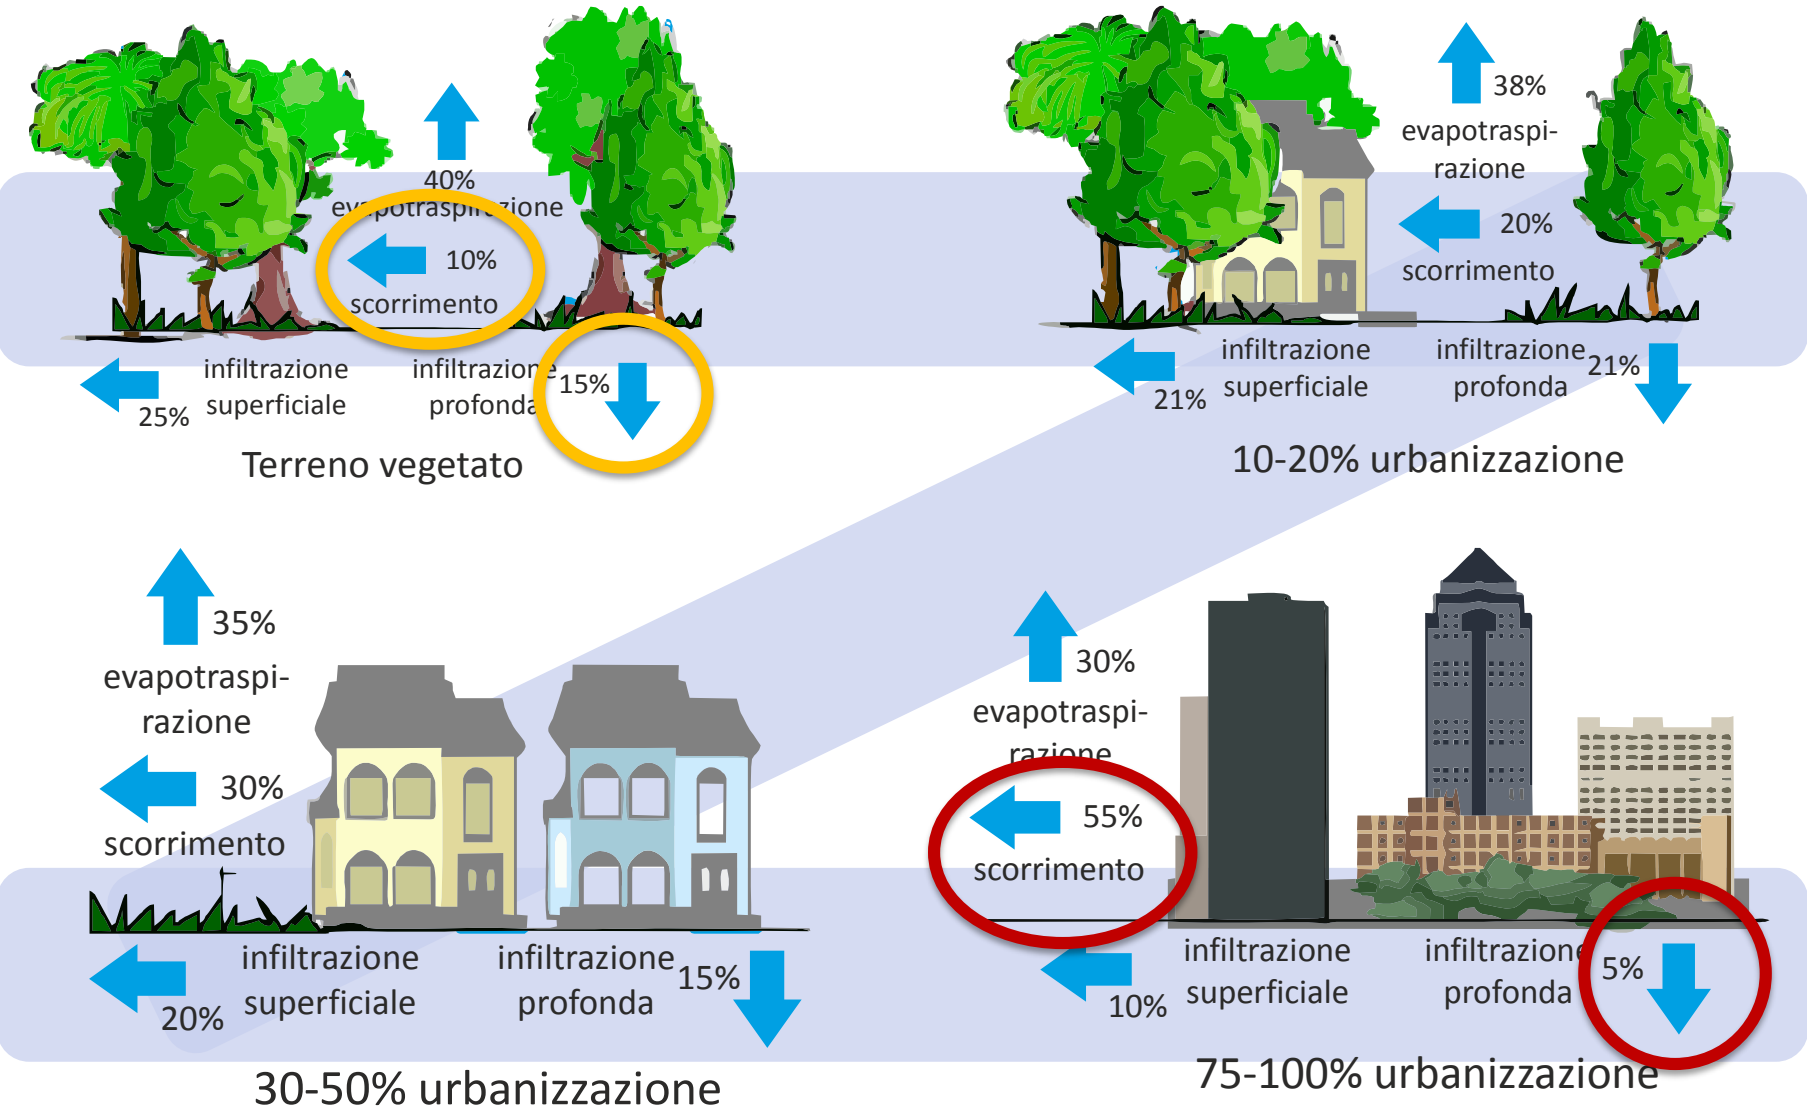 40%
evapotraspirazione
10%
scorrimento
infiltrazione
superficiale
25%
infiltrazione
profonda
15%
Terreno vegetato
38%
evapotraspi-
razione
20%
scorrimento
infiltrazione
superficiale
21%
infiltrazione
profonda
21%
10-20% urbanizzazione
35%
evapotraspi-
razione
30%
scorrimento
infiltrazione
superficiale
20%
infiltrazione
profonda
15%
30-50% urbanizzazione
30%
evapotraspi-
razione
55%
scorrimento
infiltrazione
superficiale
10%
infiltrazione
profonda
5%
75-100% urbanizzazione